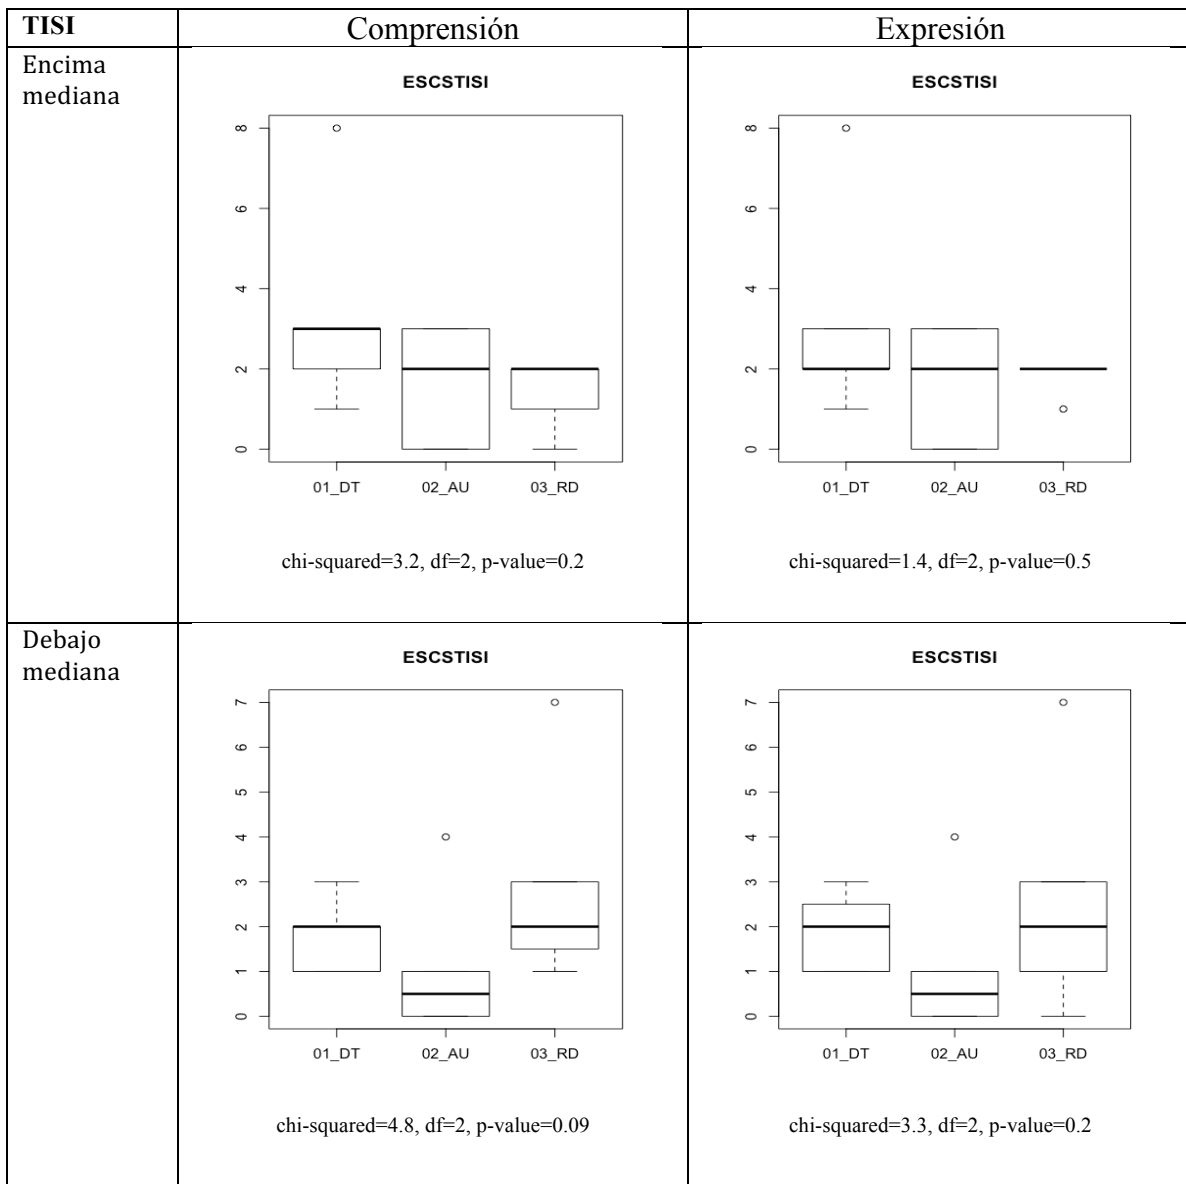 TISI
Comprensión
Expresión
Encima
mediana
ESCSTISI
8
6
4
2
0
01_DT 02_AU 03_RD
chi-squared=3.2, df=2, p-value=0.2
ESCSTISI
8
6
4
2
0
01_DT 02_AU 03_RD
chi-squared=1.4, df=2, p-value=0.5
Debajo
mediana
ESCSTISI
7
6
5
4
3
2
1
0
01_DT 02_AU 03_RD
chi-squared=4.8, df=2, p-value=0.09
ESCSTISI
7
6
5
4
3
2
1
0
01_DT 02_AU 03_RD
chi-squared=3.3, df=2, p-value=0.2